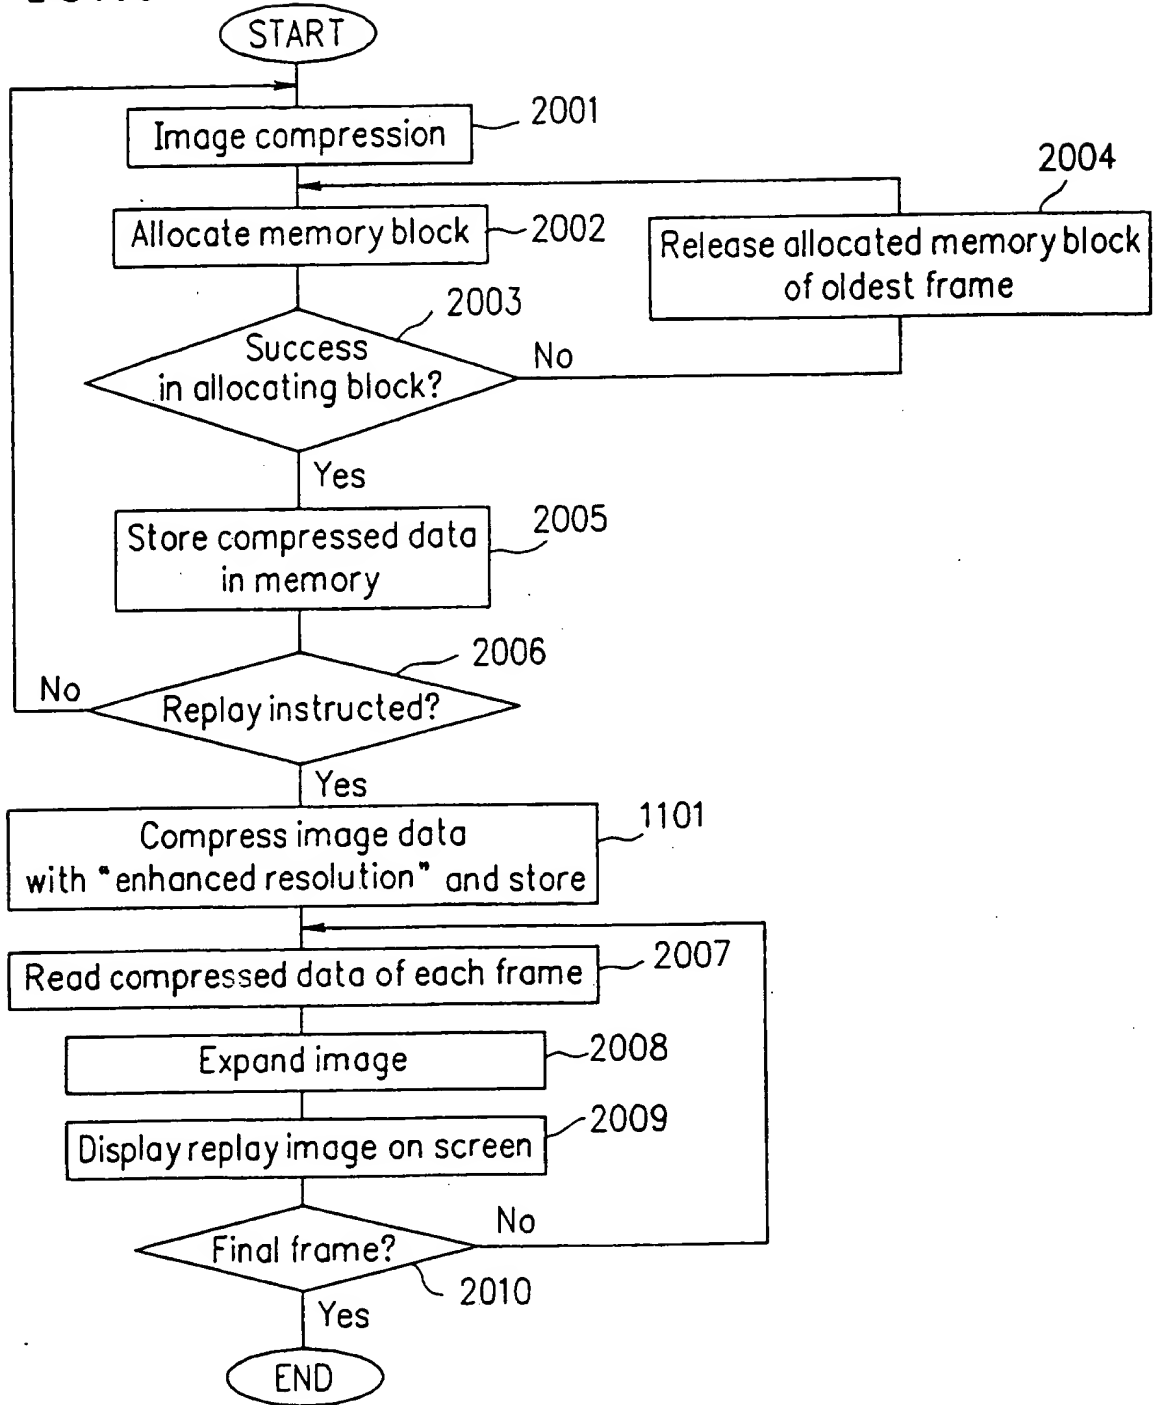 START
Image compression
2001
2004
Allocate memory block
2002
Release allocated memory block
of oldest frame
2003
Success
in allocating block?
No
Yes
Store compressed data
in memory
2005
2006
No
Replay instructed?
Yes
Compress image data
with "enhanced resolution" and store
1101
Read compressed data of each frame
2007
Expand image
2008
Display replay image on screen
2009
No
Final frame?
2010
Yes
END